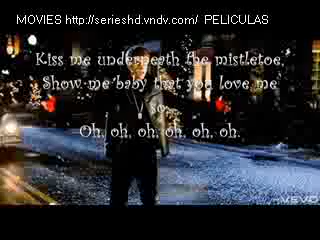 MOVIES http://serieshd.vndv.com/ PELICULAS
Kiss me underneath the mistletoe,
Show me baby that you love me
so
Oh, oh, oh, oh, oh, oh.
vevo